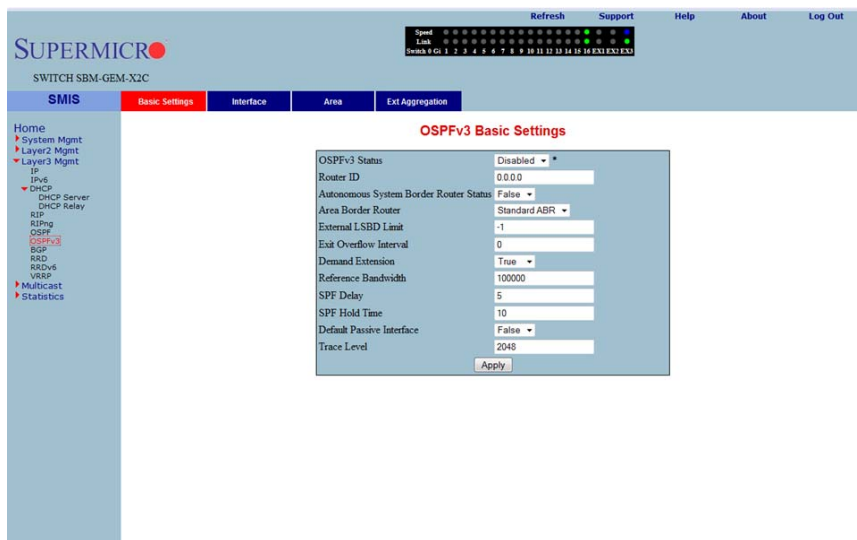 Refresh Support Help About Log Out
Speed
Link
Switch 0 Gi 1 2 3 4 5 6 7 8 9 10 11 12 13 14 15 16 EX1 EX2 EX3
SUPERMICRO
SWITCH SBM-GEM-X2C
SMIS
Basic Settings Interface Area Ext Aggregation
Home
System Mgmt
Layer2 Mgmt
Layer3 Mgmt
IP
IPv6
DHCP
DHCP Server
DHCP Relay
RIP
RIPng
OSPF
OSPFv3
BGP
RRD
RRDv6
VRRP
Multicast
Statistics
OSPFv3 Basic Settings
OSPFv3 Status Disabled *
Router ID 0.0.0.0
Autonomous System Border Router Status False
Area Border Router Standard ABR
External LSBD Limit -1
Exit Overflow Interval 0
Demand Extension True
Reference Bandwidth 100000
SPF Delay 5
SPF Hold Time 10
Default Passive Interface False
Trace Level 2048
Apply